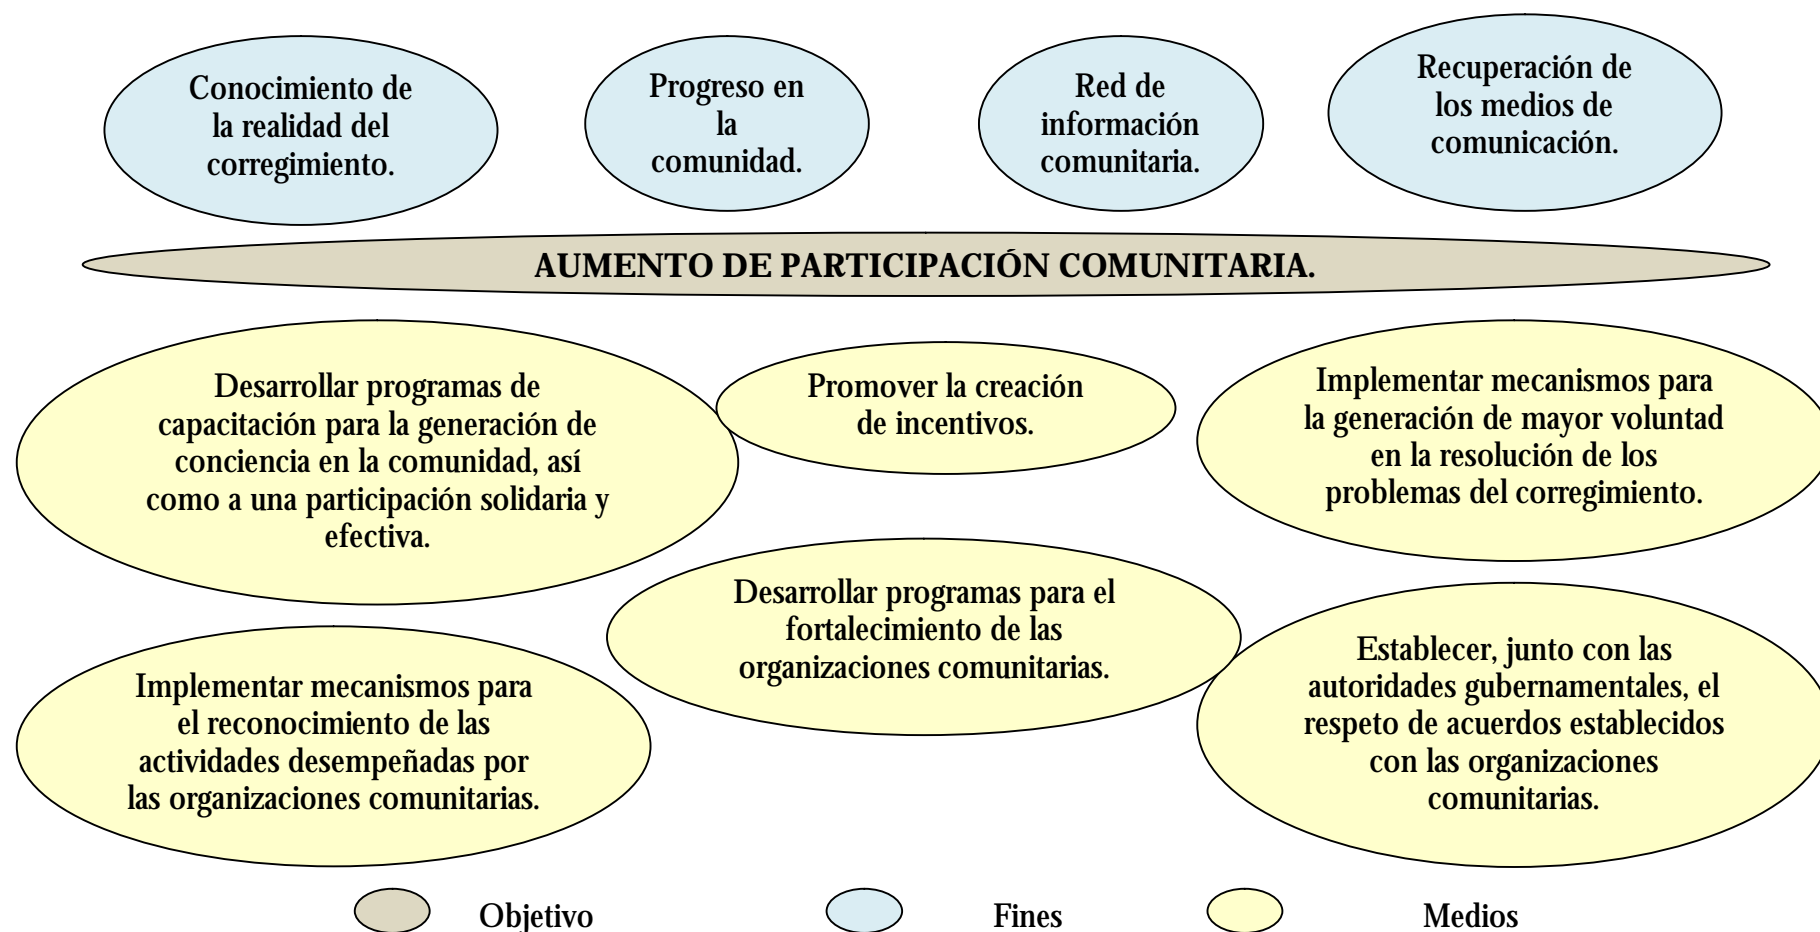 Conocimiento de
la realidad del
corregimiento.
Progreso en
la
comunidad.
Red de
información
comunitaria.
Recuperación de
los medios de
comunicación.
AUMENTO DE PARTICIPACIÓN COMUNITARIA.
Desarrollar programas de
capacitación para la generación de
conciencia en la comunidad, así
como a una participación solidaria y
efectiva.
Promover la creación
de incentivos.
Implementar mecanismos para
la generación de mayor voluntad
en la resolución de los
problemas del corregimiento.
Implementar mecanismos para
el reconocimiento de las
actividades desempeñadas por
las organizaciones comunitarias.
Desarrollar programas para el
fortalecimiento de las
organizaciones comunitarias.
Establecer, junto con las
autoridades gubernamentales, el
respeto de acuerdos establecidos
con las organizaciones
comunitarias.
Objetivo
Fines
Medios